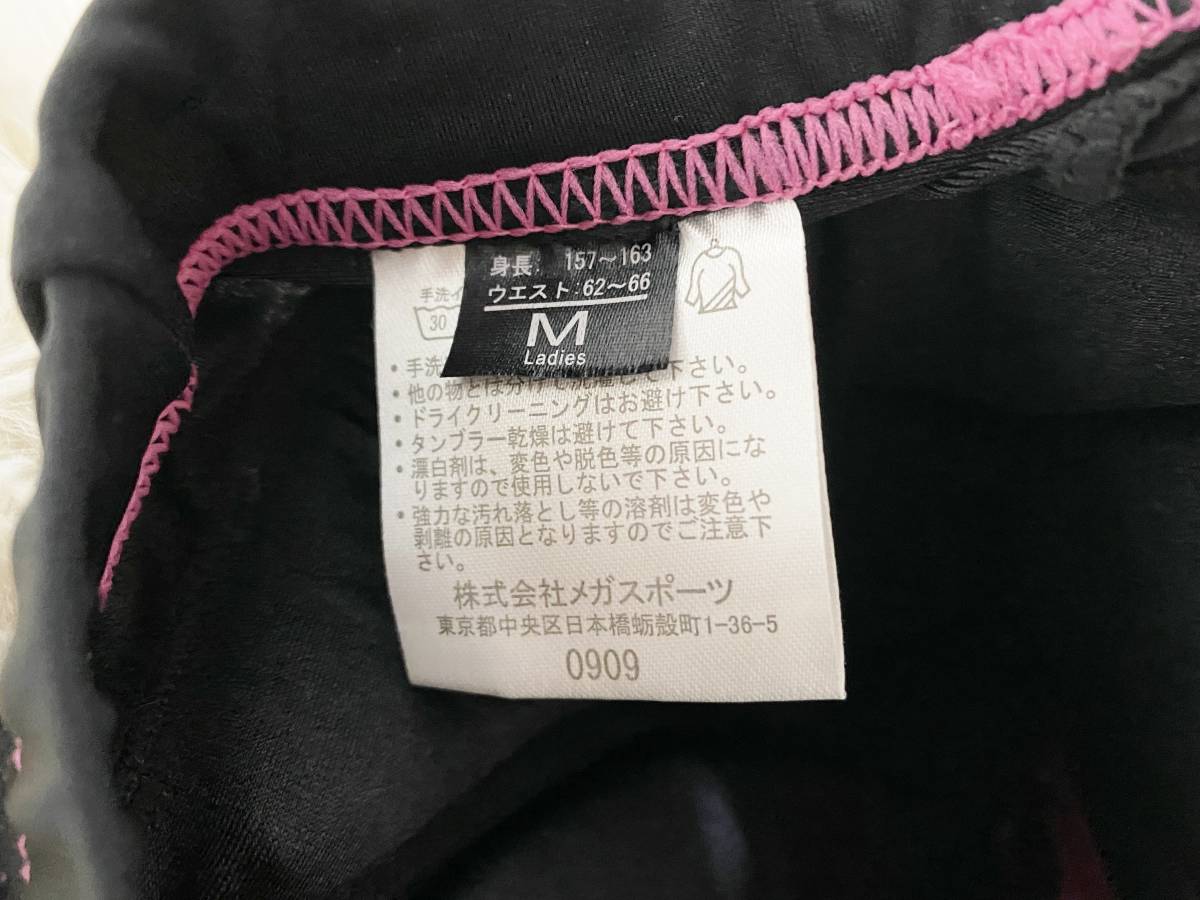 身長: 157～163
ウエスト:62～66
M
Ladies
手洗イ
30
・手洗
して下さい。
・他の物とは分けて洗濯して下さい。
・ドライクリーニングはお避け下さい。
・タンブラー乾燥は避けて下さい。
・漂白剤は、変色や脱色等の原因にな
りますので使用しないで下さい。
・強力な汚れ落とし等の溶剤は変色や
剥離の原因となりますのでご注意下
さい。
株式会社メガスポーツ
東京都中央区日本橋蛎殻町1-36-5
0909